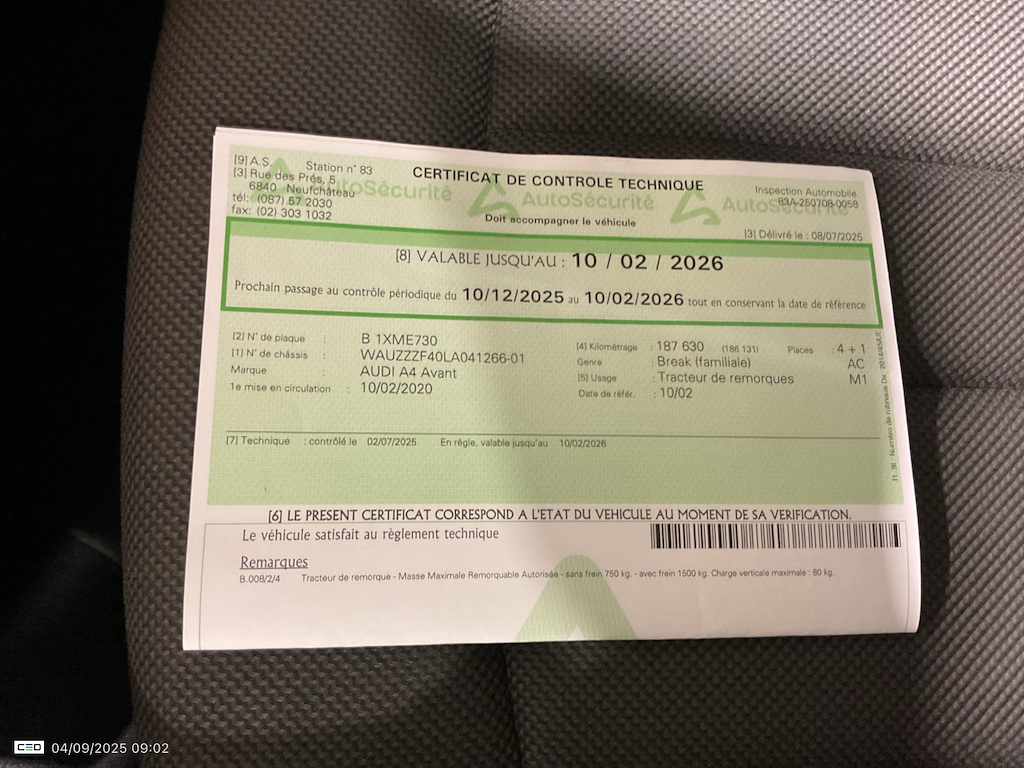 [9] A.S. Station n° 83
[3] Rue des Prés, 5
6840 Neufchâteau
tél: (087) 57 2030
fax: (02) 303 1032
CERTIFICAT DE CONTROLE TECHNIQUE
AutoSécurité AutoSécurité AutoSécurité
Doit accompagner le véhicule
Inspection Automobile
83A-250708-0058
[3] Délivré le : 08/07/2025
[8] VALABLE JUSQU'AU : 10 / 02 / 2026
Prochain passage au contrôle périodique du 10/12/2025 au 10/02/2026 tout en conservant la date de référence
[2] N° de plaque : B 1XME730
[1] N° de châssis : WAUZZZF40LA041266-01
Marque : AUDI A4 Avant
1e mise en circulation : 10/02/2020
[4] Kilométrage : 187 630 (186 131) Places : 4 + 1
Genre : Break (familiale) AC
[5] Usage : Tracteur de remorques M1
Date de référ. : 10/02
[7] Technique : contrôlé le 02/07/2025 En règle, valable jusqu'au 10/02/2026
[6] LE PRESENT CERTIFICAT CORRESPOND A L'ETAT DU VEHICULE AU MOMENT DE SA VERIFICATION.
Le véhicule satisfait au règlement technique
Remarques
B.008/2/4 Tracteur de remorque - Masse Maximale Remorquable Autorisée - sans frein 750 kg. - avec frein 1500 kg. Charge verticale maximale : 80 kg.
CEO 04/09/2025 09:02